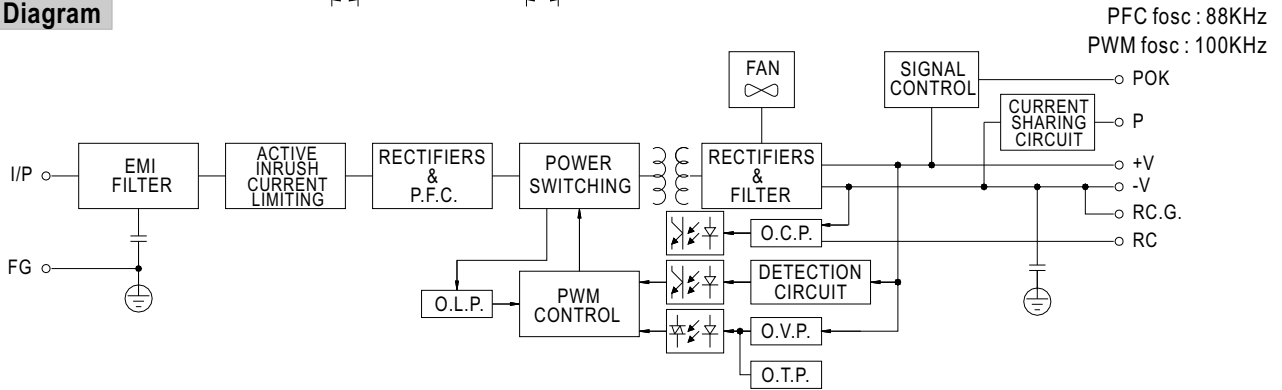 Diagram
PFC fosc : 88KHz
PWM fosc : 100KHz
FAN
SIGNAL
CONTROL
POK
CURRENT
SHARING
CIRCUIT
P
I/P
EMI
FILTER
ACTIVE
INRUSH
CURRENT
LIMITING
RECTIFIERS
&
P.F.C.
POWER
SWITCHING
RECTIFIERS
&
FILTER
+V
-V
RC.G.
RC
O.C.P.
FG
DETECTION
CIRCUIT
O.L.P.
PWM
CONTROL
O.V.P.
O.T.P.